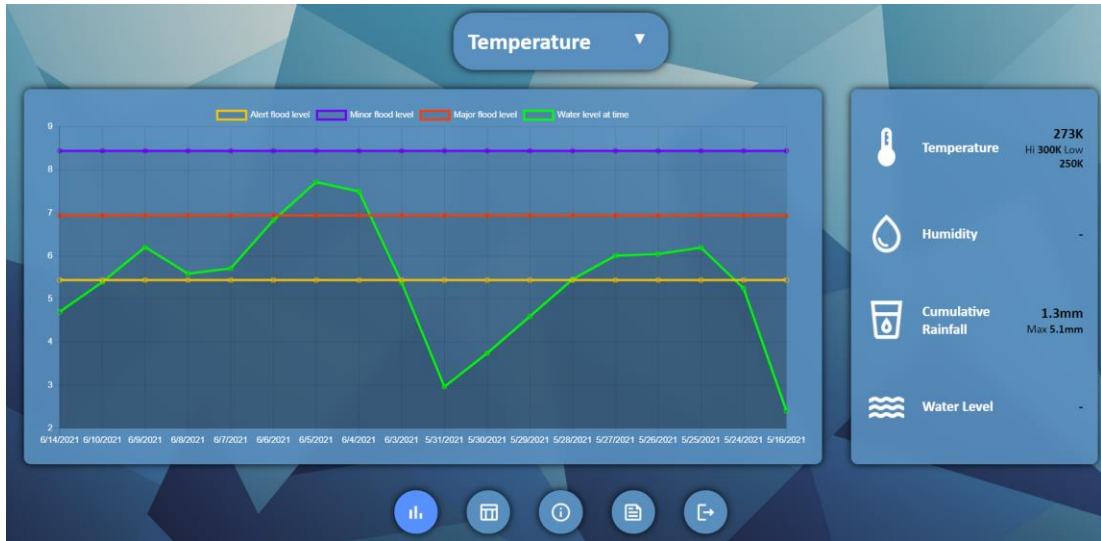 Temperature ▼
Alert flood level Minor flood level Major flood level Water level at time
9
8
7
6
5
4
3
2
6/14/2021 6/10/2021 6/9/2021 6/8/2021 6/7/2021 6/6/2021 6/5/2021 6/4/2021 6/3/2021 5/31/2021 5/30/2021 5/29/2021 5/28/2021 5/27/2021 5/26/2021 5/25/2021 5/24/2021 5/16/2021
Temperature
273K
Hi 300K Low
250K
Humidity
-
Cumulative
Rainfall
1.3mm
Max 5.1mm
Water Level
-